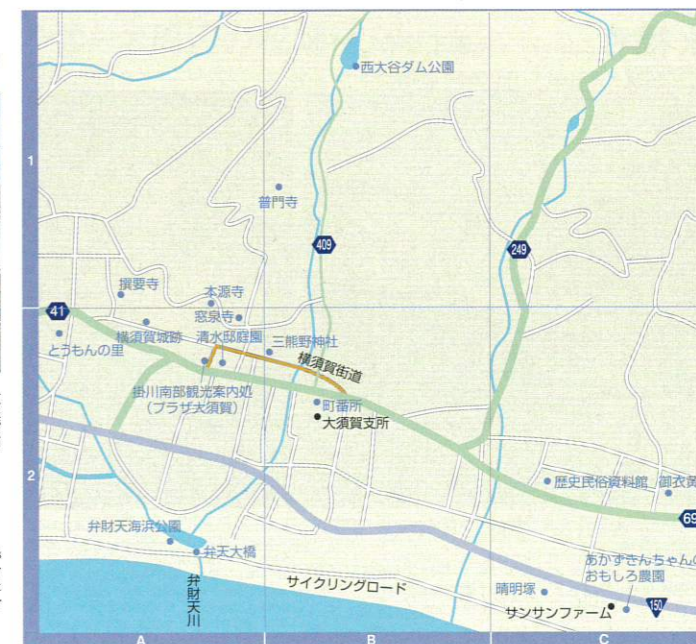 西大谷ダム公園
1
普門寺
409
249
撰要寺
本源寺
窓泉寺
41
とうもんの里
横須賀城跡
清水邸庭園
三熊野神社
横須賀街道
掛川南部観光案内処
(プラザ大須賀)
町番所
大須賀支所
2
歴史民俗資料館
御衣黄
69
弁財天海浜公園
弁天大橋
弁財天川
サイクリングロード
晴明塚
あかずきんちゃんの
おもしろ農園
サンサンファーム
150
A
B
C